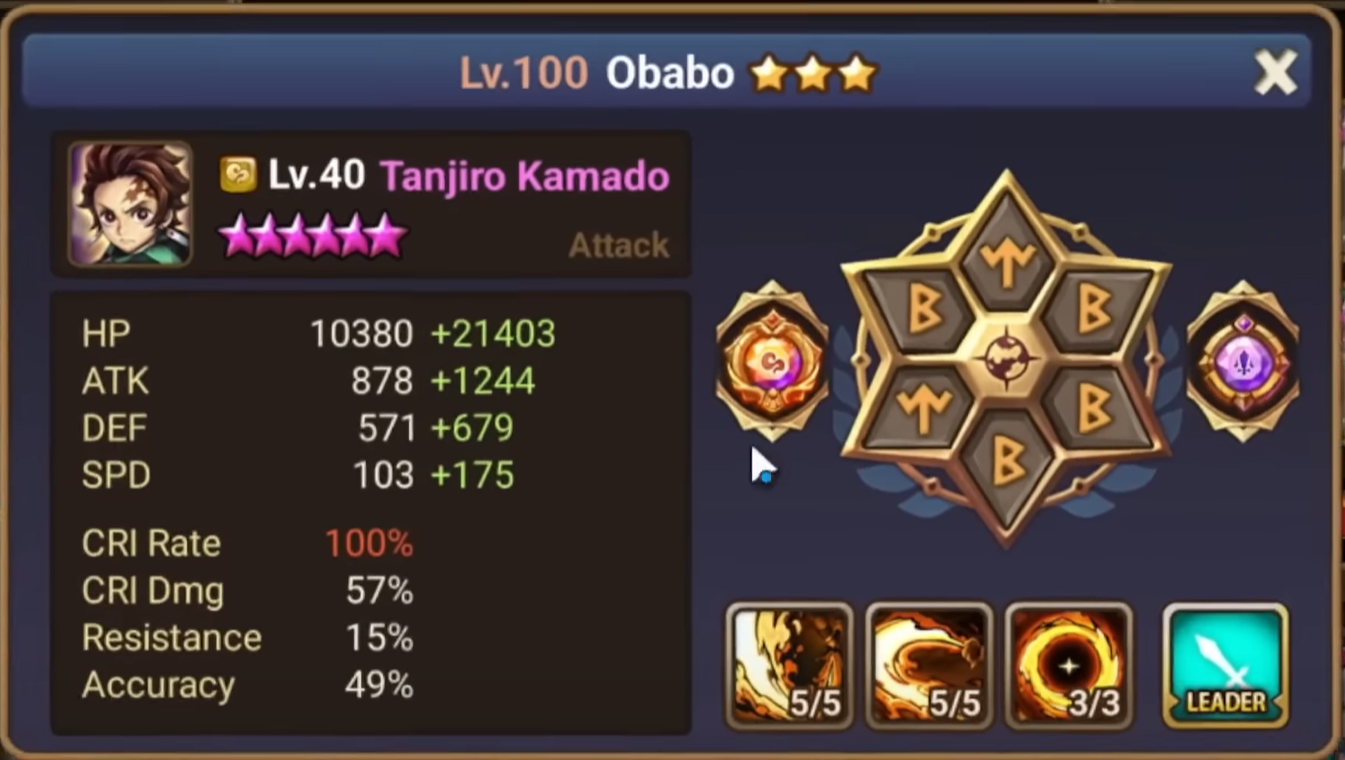 Lv.100 Obabo
Lv.40 Tanjiro Kamado
Attack
HP 10380 +21403
ATK 878 +1244
DEF 571 +679
SPD 103 +175
CRI Rate 100%
CRI Dmg 57%
Resistance 15%
Accuracy 49%
5/5 5/5 3/3 LEADER